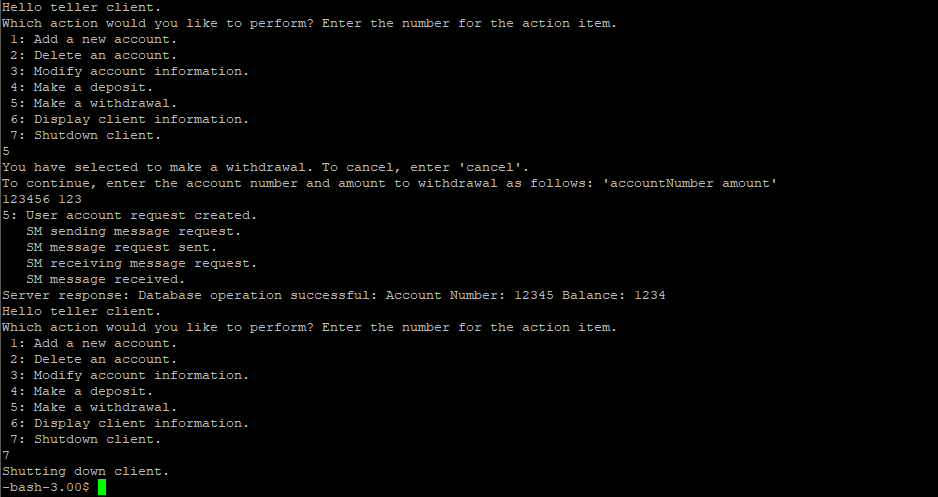 Hello teller client.
Which action would you like to perform? Enter the number for the action item.
1: Add a new account.
2: Delete an account.
3: Modify account information.
4: Make a deposit.
5: Make a withdrawal.
6: Display client information.
7: Shutdown client.
5
You have selected to make a withdrawal. To cancel, enter 'cancel'.
To continue, enter the account number and amount to withdrawal as follows: 'accountNumber amount'
123456 123
5: User account request created.
SM sending message request.
SM message request sent.
SM receiving message request.
SM message received.
Server response: Database operation successful: Account Number: 12345 Balance: 1234
Hello teller client.
Which action would you like to perform? Enter the number for the action item.
1: Add a new account.
2: Delete an account.
3: Modify account information.
4: Make a deposit.
5: Make a withdrawal.
6: Display client information.
7: Shutdown client.
7
Shutting down client.
-bash-3.00$